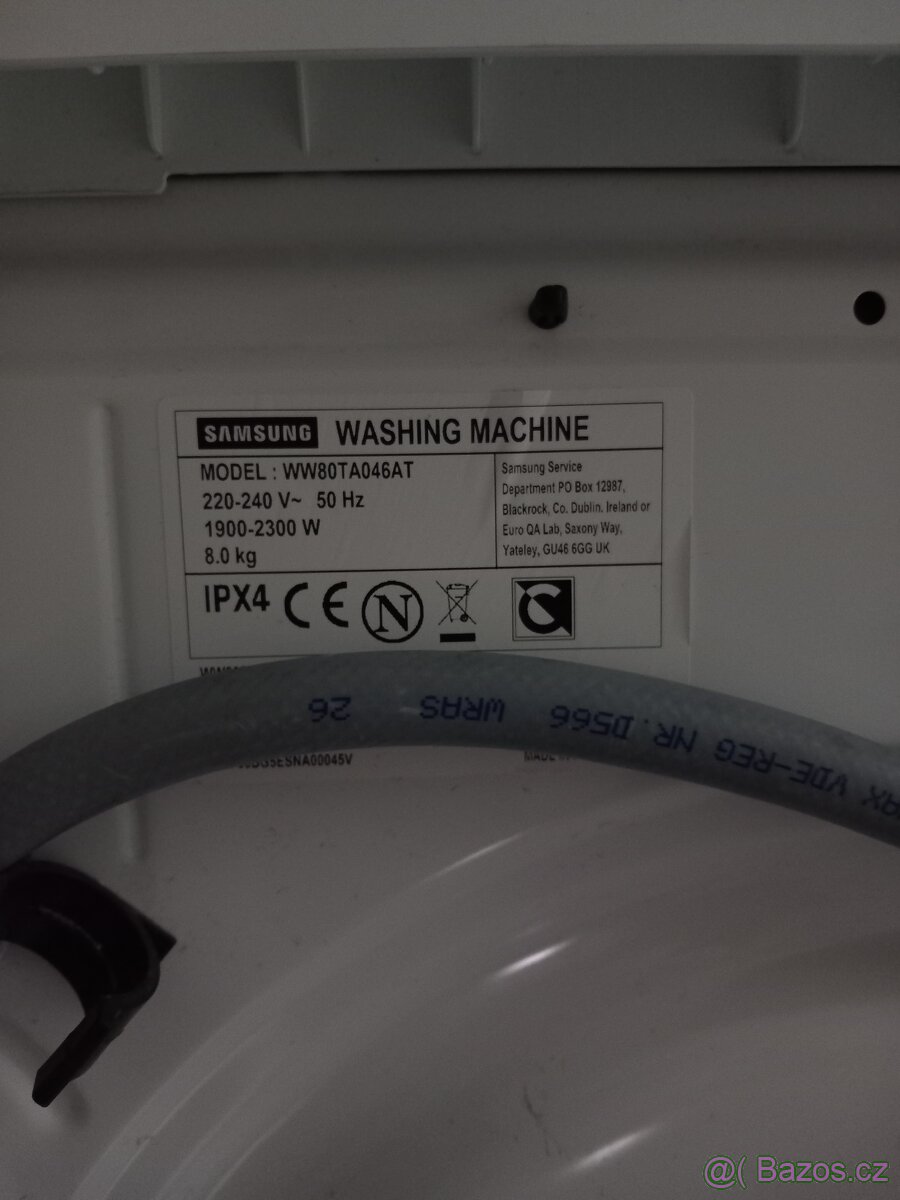 SAMSUNG WASHING MACHINE
MODEL : WW80TA046AT
220-240 V~ 50 Hz
1900-2300 W
8.0 kg
Samsung Service
Department PO Box 12987,
Blackrock, Co. Dublin. Ireland or
Euro QA Lab, Saxony Way,
Yateley, GU46 6GG UK
IPX4 CE N
VDE-REG NR.D566 WRAS 26
G5ESNA00045V
MADE
@( Bazos.cz